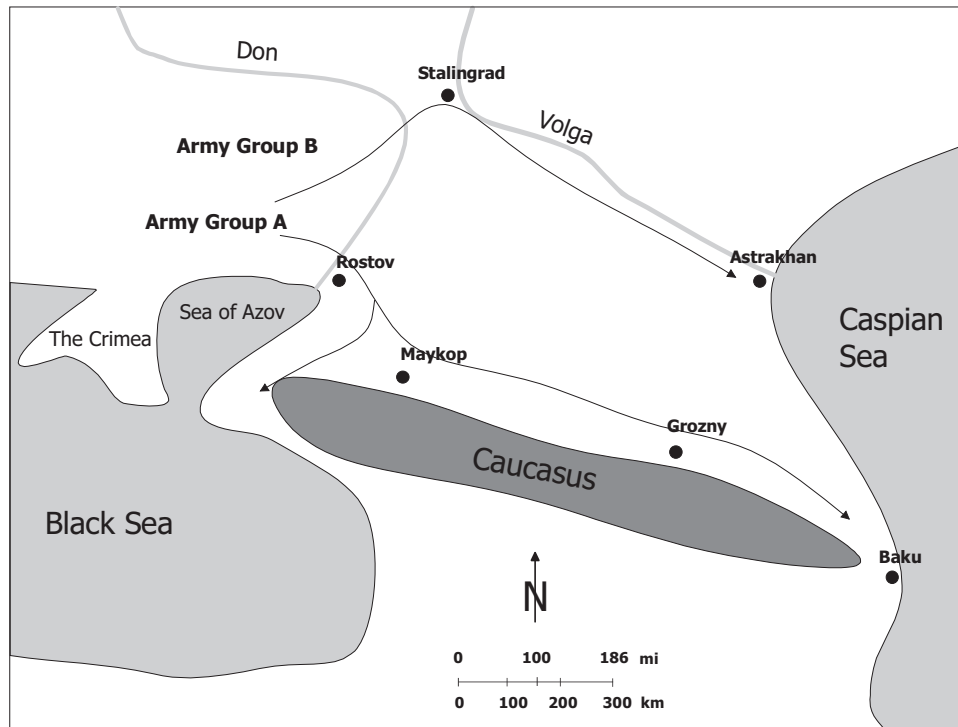 Don
Stalingrad
Volga
Army Group B
Army Group A
Astrakhan
Rostov
Sea of Azov
The Crimea
Caspian
Sea
Maykop
Grozny
Caucasus
Black Sea
Baku
N
0 100 186 mi
0 100 200 300 km